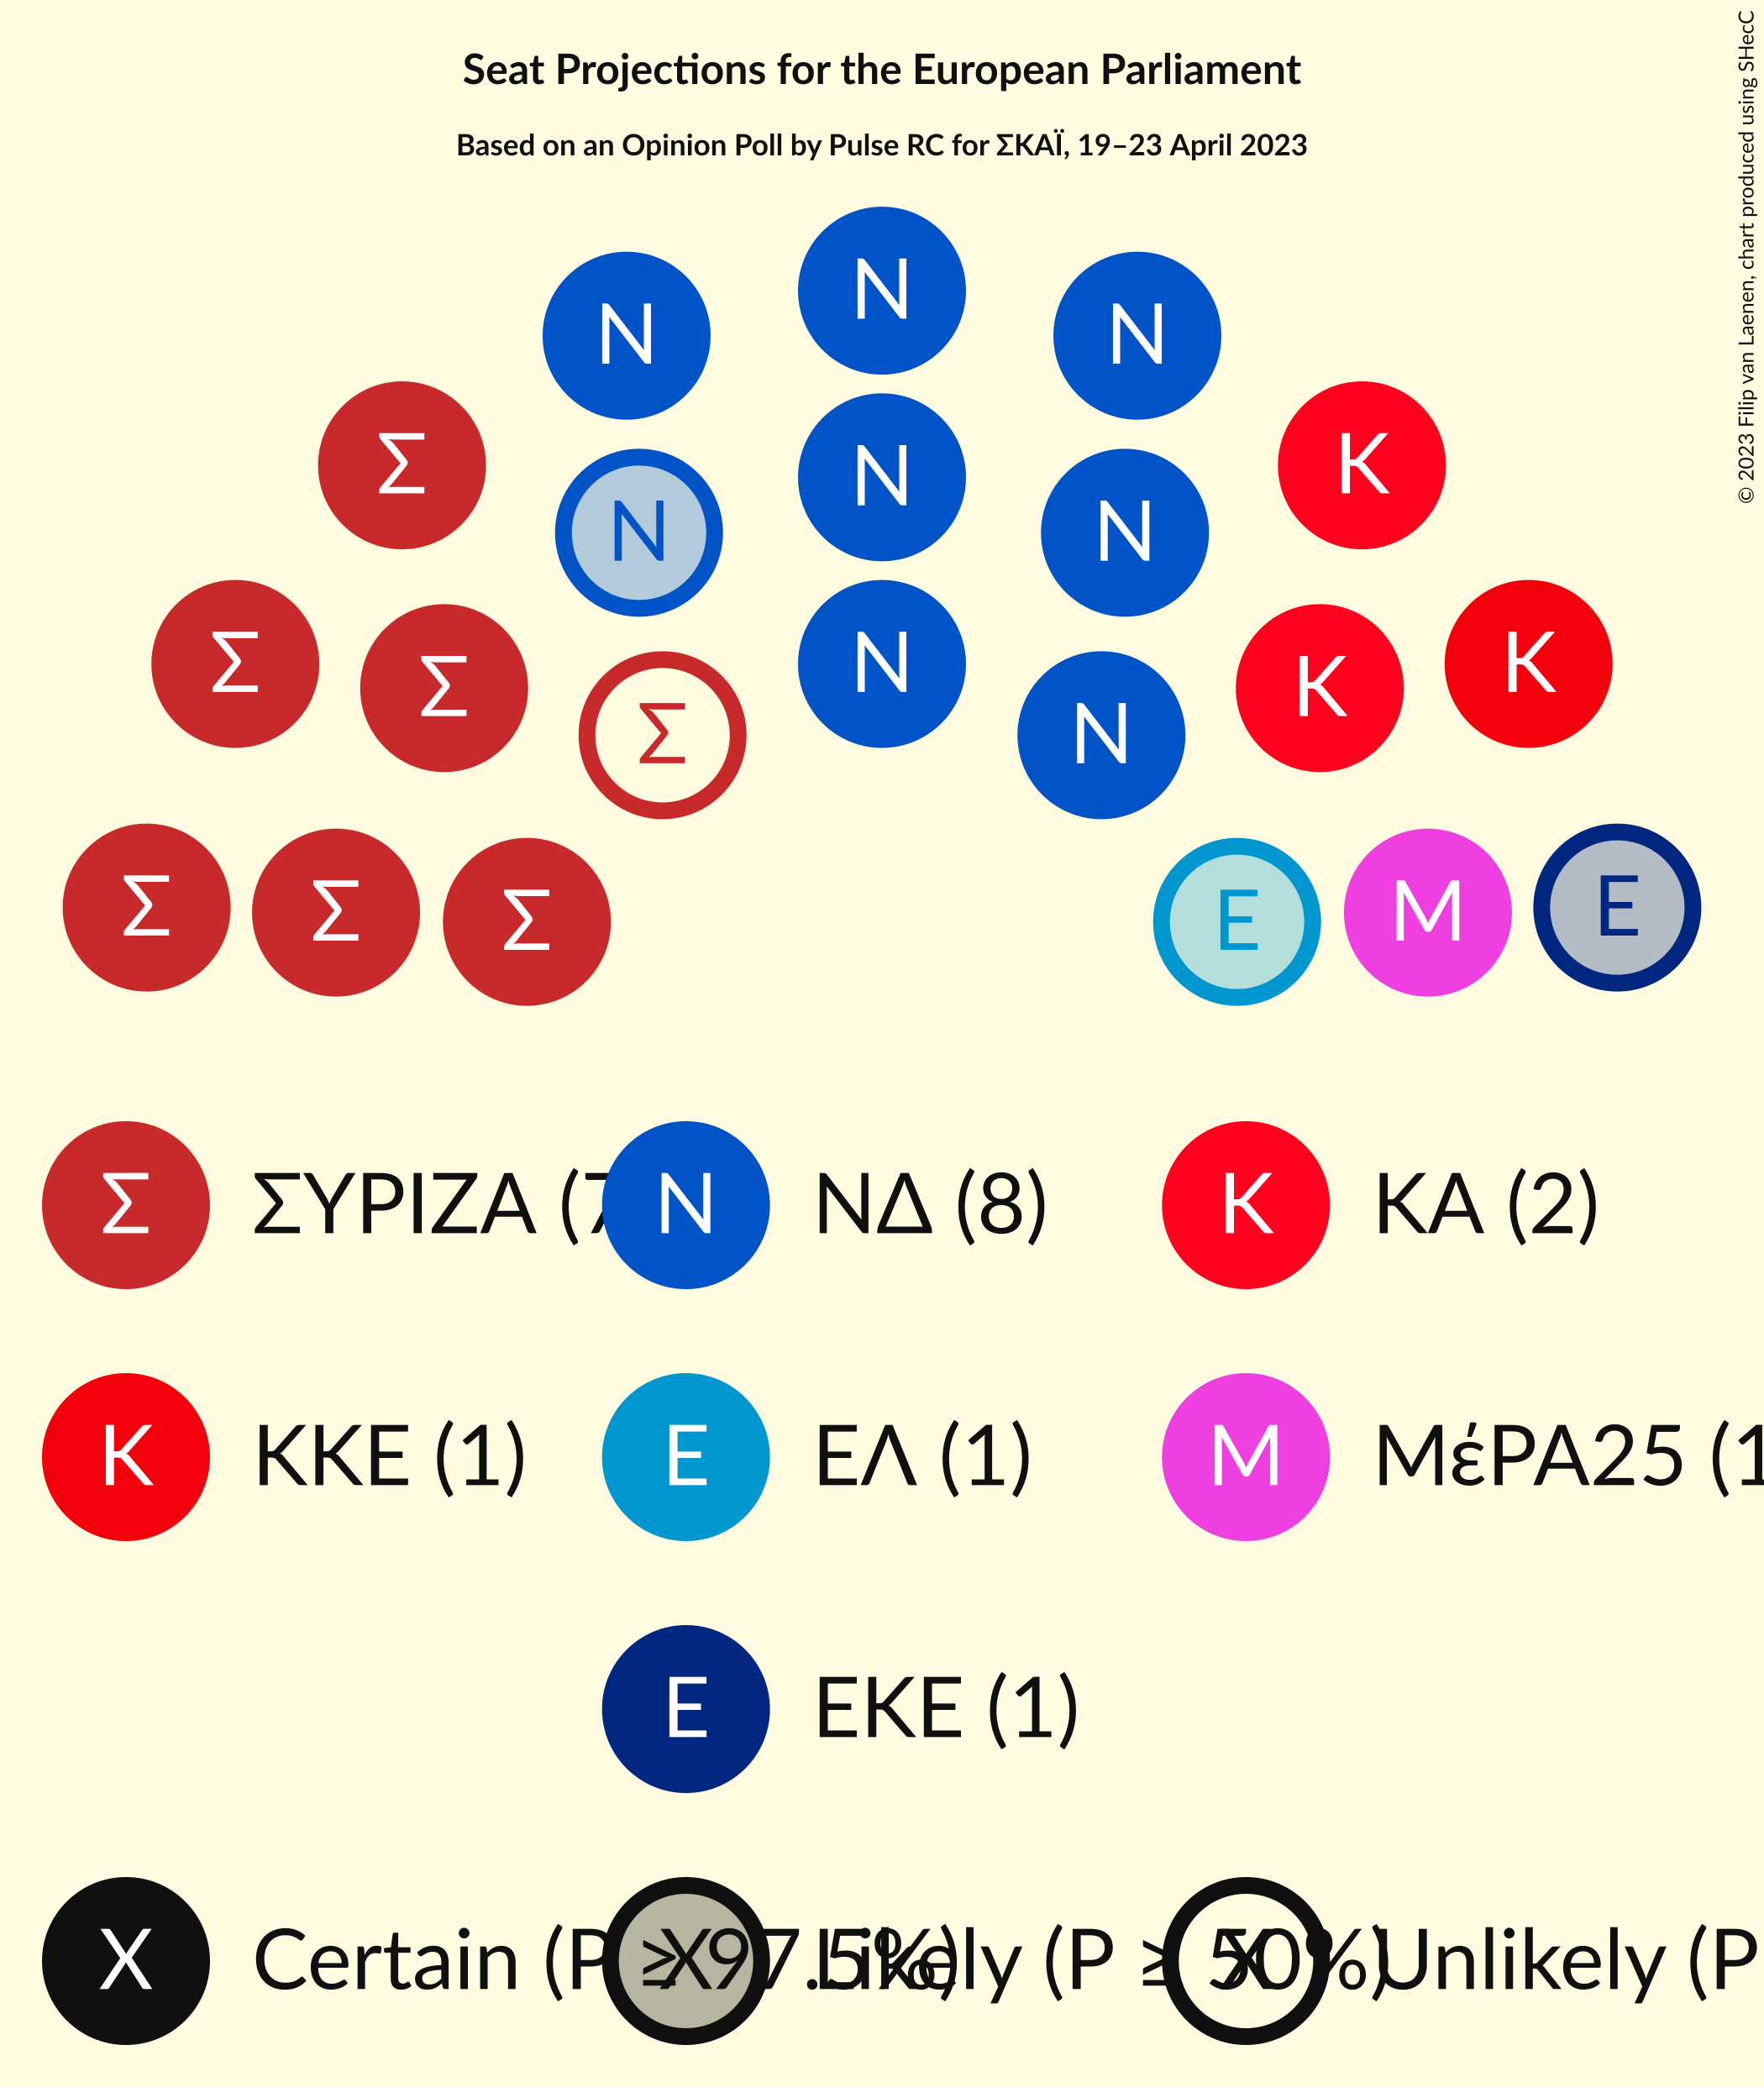 Seat Projections for the European Parliament
Based on an Opinion Poll by Pulse RC for ΣΚΑΪ, 19–23 April 2023
© 2023 Filip van Laenen, chart produced using SHecC
N
N N
N
Σ K
N N
N
Σ K
N
Σ K
Σ N
Σ E
Σ M
Σ E
Σ ΣΥΡΙΖΑ (7 N ΝΔ (8) K ΚΑ (2)
K ΚΚΕ (1) E ΕΛ (1) M ΜέΡΑ25 (1
E ΕΚΕ (1)
X Certain (P ≥ 97.5%) X Likely (P ≥ 50%) X Unlikely (P